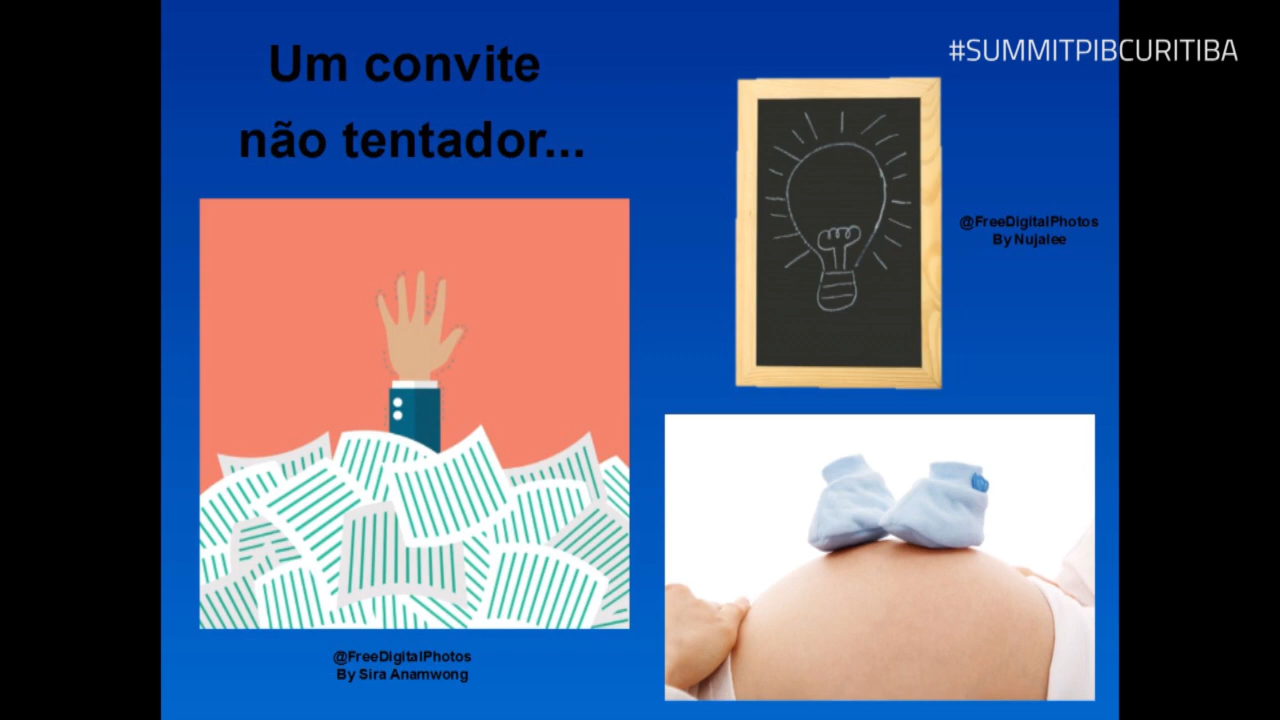 Um convite
não tentador...
#SUMMITPIBCURITIBA
@FreeDigitalPhotos
By Nujalee
@FreeDigitalPhotos
By Sira Anamwong